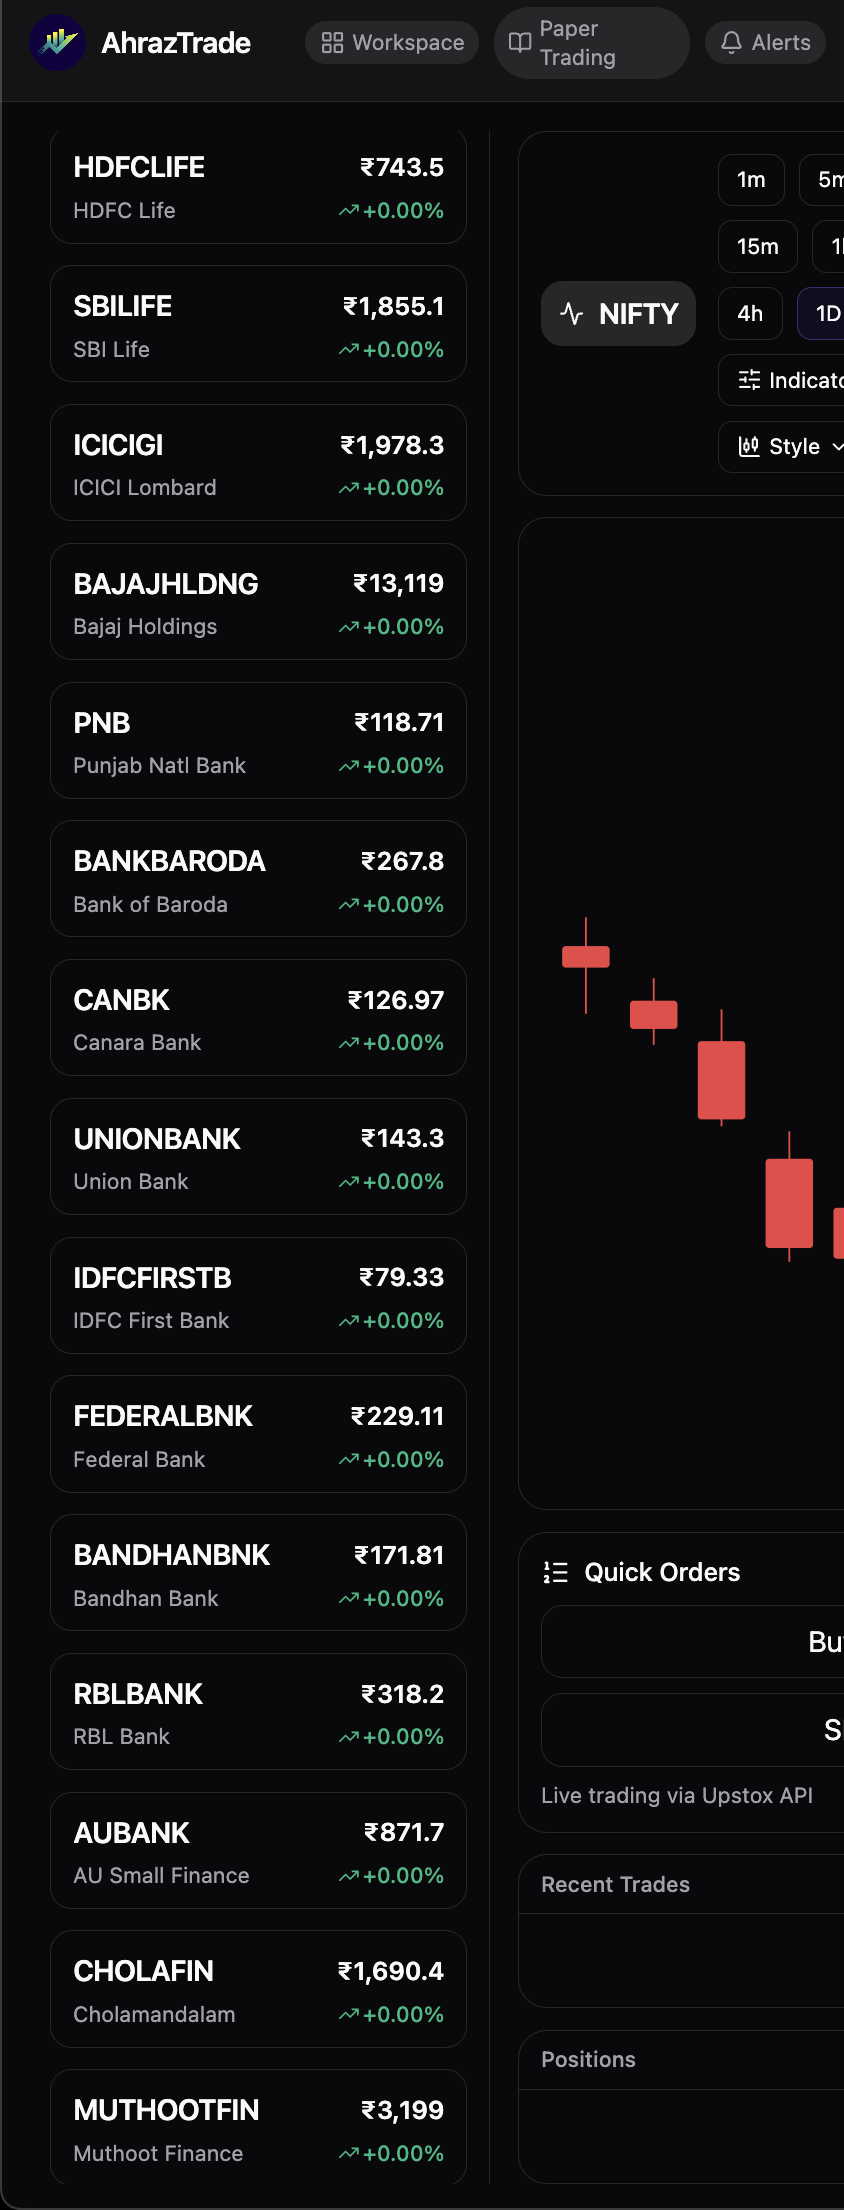 AhrazTrade
Workspace
Paper
Trading
Alerts
HDFCLIFE ₹743.5
HDFC Life +0.00%
SBILIFE ₹1,855.1
SBI Life +0.00%
ICICIGI ₹1,978.3
ICICI Lombard +0.00%
BAJAJHLDNG ₹13,119
Bajaj Holdings +0.00%
PNB ₹118.71
Punjab Natl Bank +0.00%
BANKBARODA ₹267.8
Bank of Baroda +0.00%
CANBK ₹126.97
Canara Bank +0.00%
UNIONBANK ₹143.3
Union Bank +0.00%
IDFCFIRSTB ₹79.33
IDFC First Bank +0.00%
FEDERALBNK ₹229.11
Federal Bank +0.00%
BANDHANBNK ₹171.81
Bandhan Bank +0.00%
RBLBANK ₹318.2
RBL Bank +0.00%
AUBANK ₹871.7
AU Small Finance +0.00%
CHOLAFIN ₹1,690.4
Cholamandalam +0.00%
MUTHOOTFIN ₹3,199
Muthoot Finance +0.00%
NIFTY
1m 5m
15m
4h 1D
Indicato
Style
Quick Orders
Bu
Live trading via Upstox API
Recent Trades
Positions